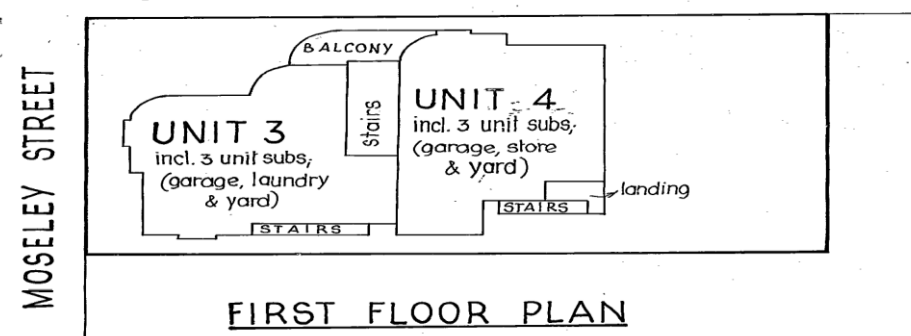 MOSELEY STREET
BALCONY
stairs
UNIT 3
incl. 3 unit subs,
(garage, laundry
& yard)
STAIRS
UNIT 4
incl. 3 unit subs,
(garage, store
& yard)
landing
STAIRS
FIRST FLOOR PLAN